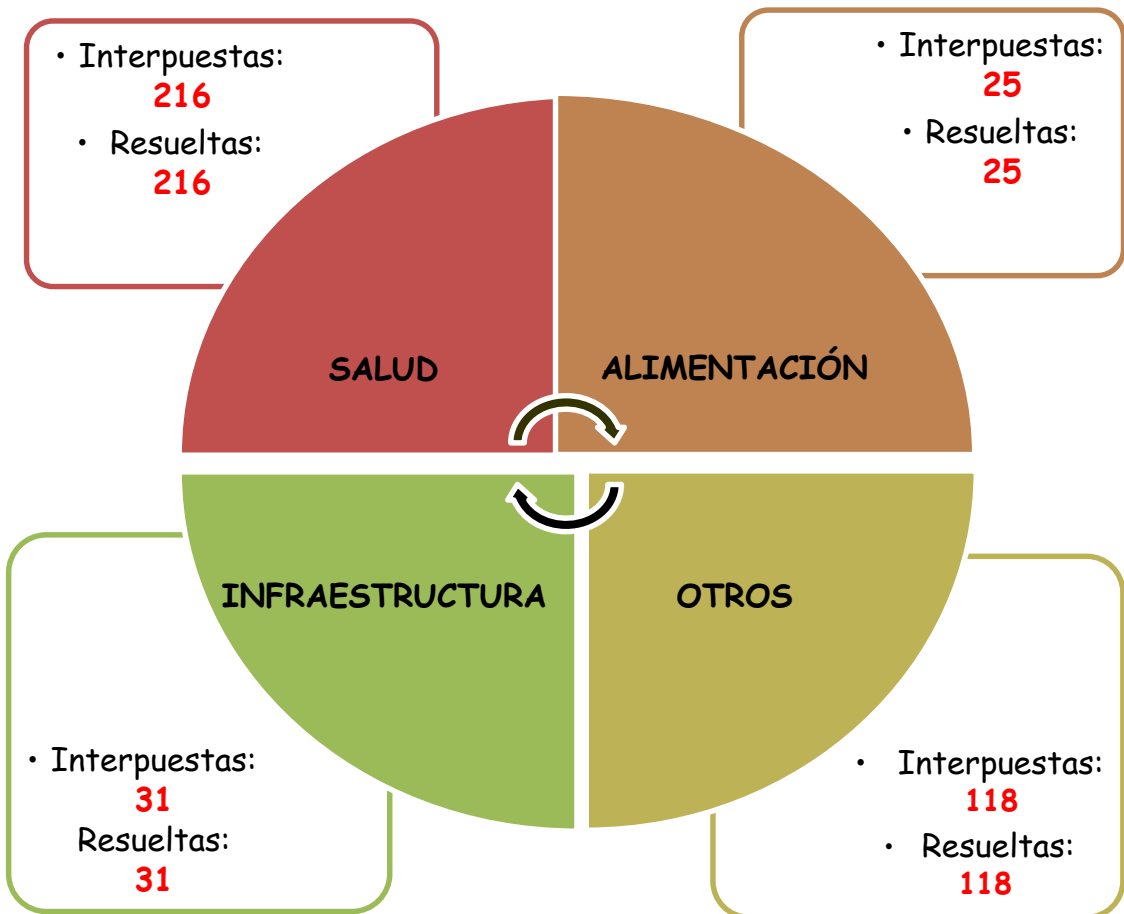 • Interpuestas:
216
• Resueltas:
216
• Interpuestas:
25
• Resueltas:
25
SALUD
ALIMENTACIÓN
INFRAESTRUCTURA
OTROS
• Interpuestas:
31
Resueltas:
31
• Interpuestas:
118
• Resueltas:
118